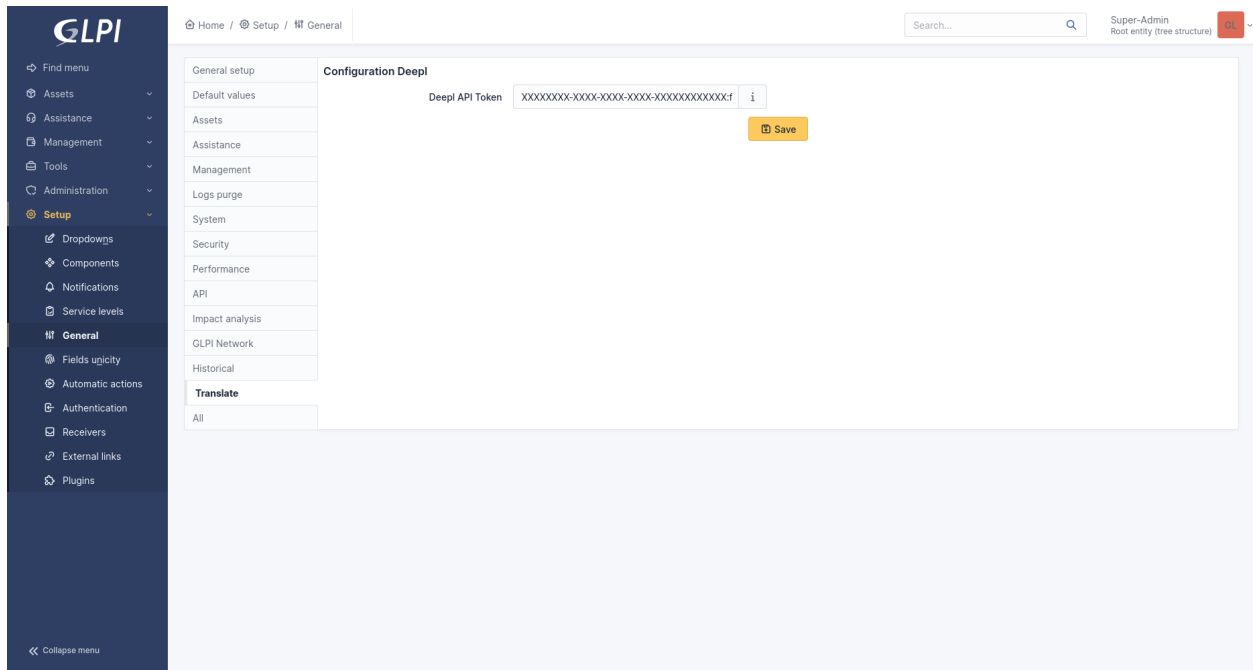 GLPI
Home / Setup / General
Search...
Super-Admin
Root entity (tree structure)
GL
Find menu
Assets
Assistance
Management
Tools
Administration
Setup
Dropdowns
Components
Notifications
Service levels
General
Fields unicity
Automatic actions
Authentication
Receivers
External links
Plugins
Collapse menu
General setup
Default values
Assets
Assistance
Management
Logs purge
System
Security
Performance
API
Impact analysis
GLPI Network
Historical
Translate
All
Configuration Deepl
Deepl API Token XXXXXXXX-XXXX-XXXX-XXXX-XXXXXXXXXXXX:f i
Save